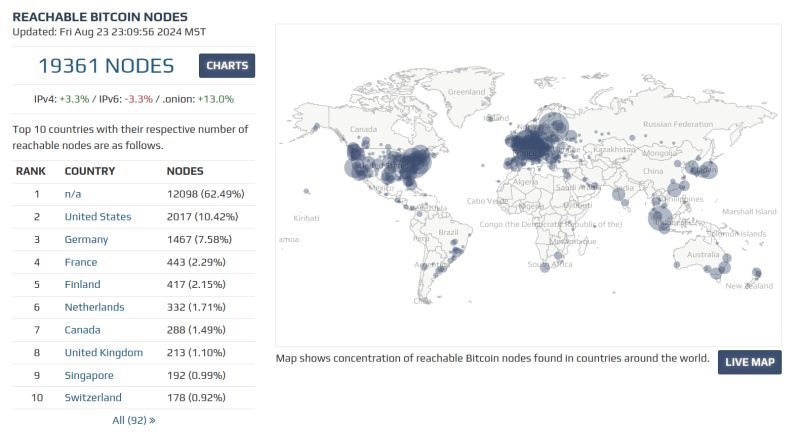 REACHABLE BITCOIN NODES
Updated: Fri Aug 23 23:09:56 2024 MST
19361 NODES
CHARTS
IPv4: +3.3% / IPv6: -3.3% / .onion: +13.0%
Top 10 countries with their respective number of
reachable nodes are as follows.
RANK COUNTRY NODES
1 n/a 12098 (62.49%)
2 United States 2017 (10.42%)
3 Germany 1467 (7.58%)
4 France 443 (2.29%)
5 Finland 417 (2.15%)
6 Netherlands 332 (1.71%)
7 Canada 288 (1.49%)
8 United Kingdom 213 (1.10%)
9 Singapore 192 (0.99%)
10 Switzerland 178 (0.92%)
All (92) »
Greenland
Iceland
Canada
Russian Federation
Kazakhstan
Mongolia
China
Mexico
Algeria
Saudi Arabia
India
Philippines
Cabo Verde
Nigeria
Djibouti
Marshall Island
Kiribati
Congo (the Democratic Republic of the)
Solomon Islands
amoa
Brazil
Peru
Mozambique
Australia
Argentina
South Africa
New Zealand
Chile
Map shows concentration of reachable Bitcoin nodes found in countries around the world.
LIVE MAP